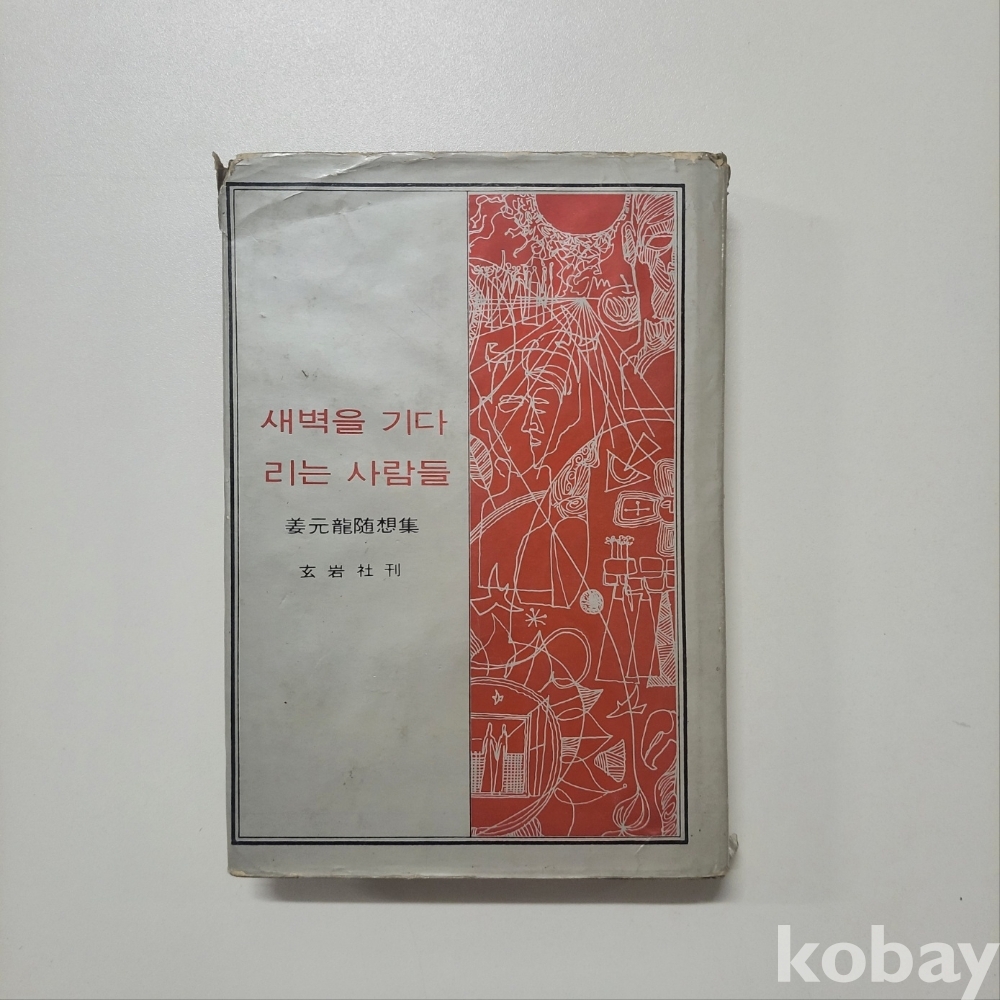 새벽을 기다
리는 사람들
姜元龍随想集
玄岩社刊
kobay